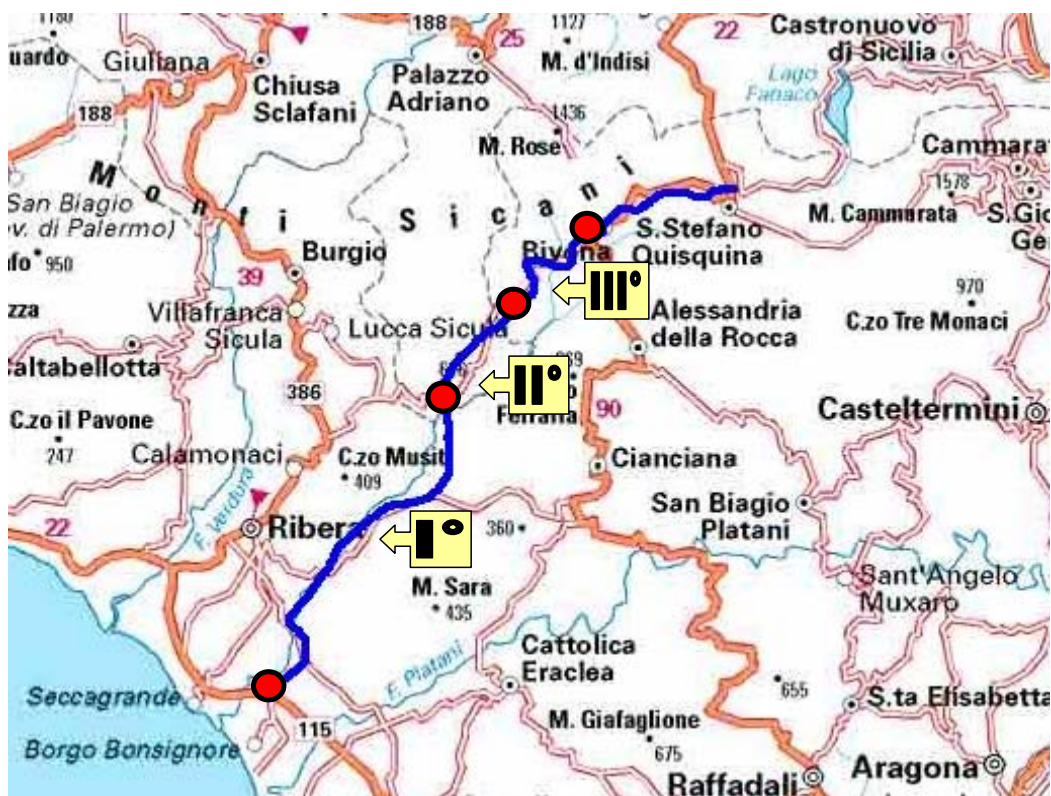 1180
188
22
Castronuovo
di Sicilia
1127
25
uardo
Giuliana
M. d'Indisi
Palazzo
Adriano
Lago
Fanaco
Chiusa
Sclafani
188
1436
M. Rose
Cammara
Monti
Sicani
1578
San Biagio
v. di Palermo)
M. Cammarata
S. Gio
Ge
S.Stefano
Quisquina
Burgio
Bivona
fo
950
39
970
zza
Villafranca
Sicula
III°
Lucca Sicula
Alessandria
della Rocca
C.zo Tre Monaci
altabellotta
II°
386
90
Casteltermini
C.zo il Pavone
247
Calamonaci
C.zo Musit
409
Cianciana
F. Verdura
San Biagio
Platani
22
Ribera
360
I°
M. Sara
435
Sant'Angelo
Muxaro
Cattolica
Eraclea
F. Platani
655
Seccagrande
S.ta Elisabetta
M. Giafaglione
675
115
Borgo Bonsignore
Raffadali
Aragona